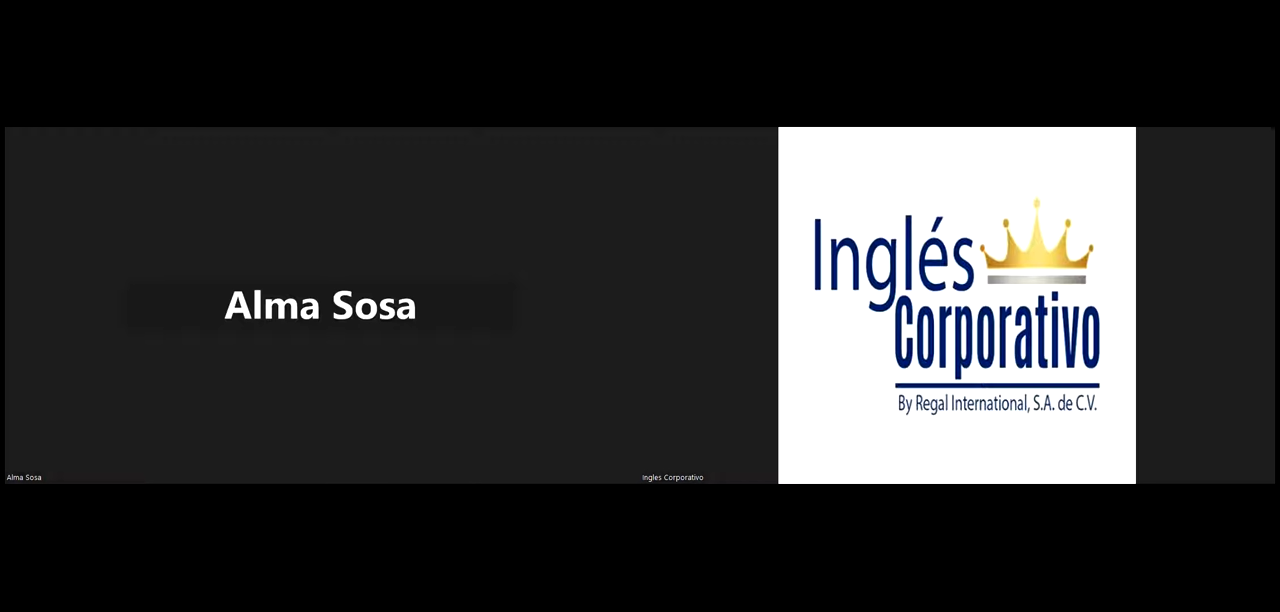 Alma Sosa
Inglés
Corporativo
By Regal International, S.A. de C.V.
Alma Sosa
Ingles Corporativo